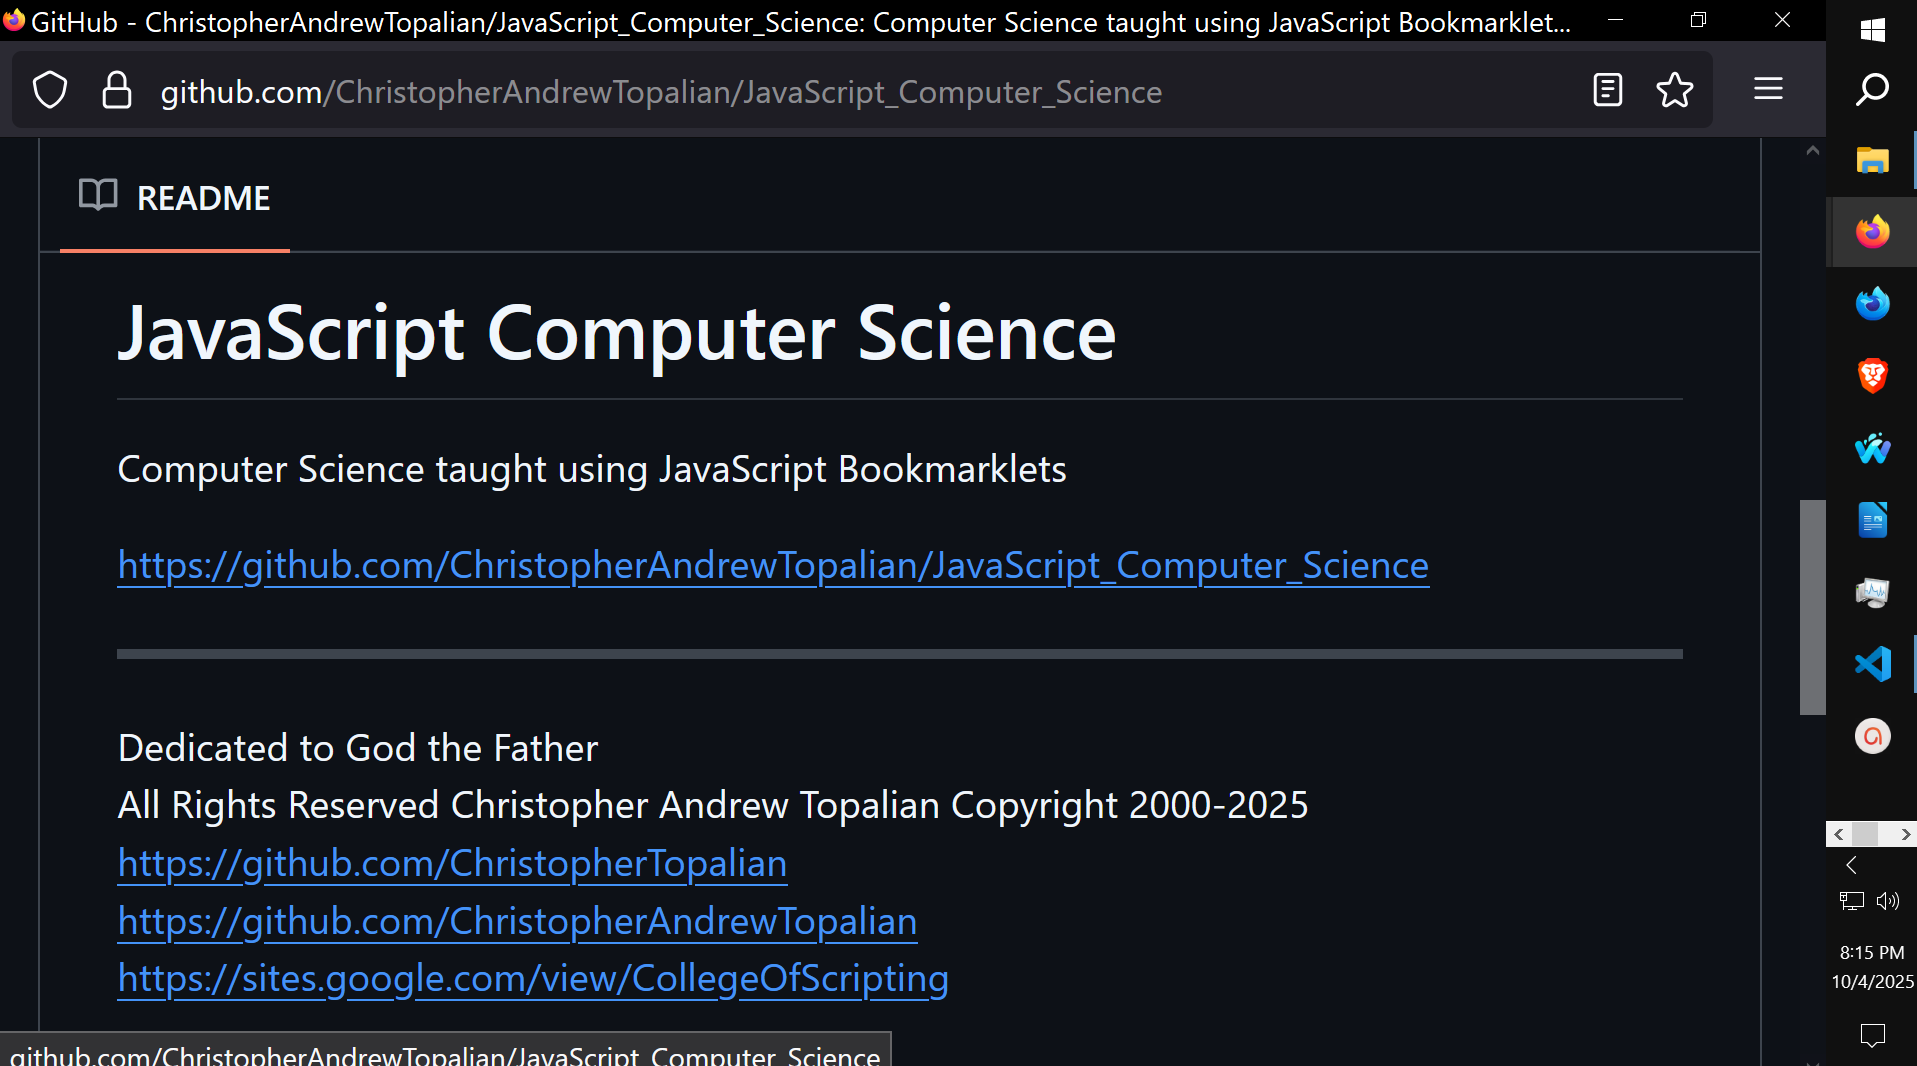 GitHub - ChristopherAndrewTopalian/JavaScript_Computer_Science: Computer Science taught using JavaScript Bookmarklet...
github.com/ChristopherAndrewTopalian/JavaScript_Computer_Science
README
JavaScript Computer Science
Computer Science taught using JavaScript Bookmarklets
https://github.com/ChristopherAndrewTopalian/JavaScript_Computer_Science
Dedicated to God the Father
All Rights Reserved Christopher Andrew Topalian Copyright 2000-2025
https://github.com/ChristopherTopalian
https://github.com/ChristopherAndrewTopalian
https://sites.google.com/view/CollegeOfScripting
github.com/ChristopherAndrewTopalian/JavaScript_Computer_Science
8:15 PM
10/4/2025